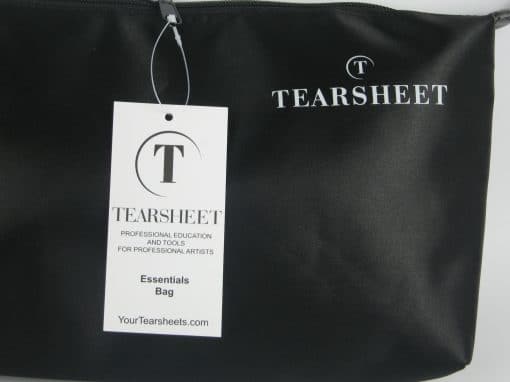 T
TEARSHEET
T
TEARSHEET
PROFESSIONAL EDUCATION
AND TOOLS
FOR PROFESSIONAL ARTISTS
Essentials
Bag
YourTearsheets.com